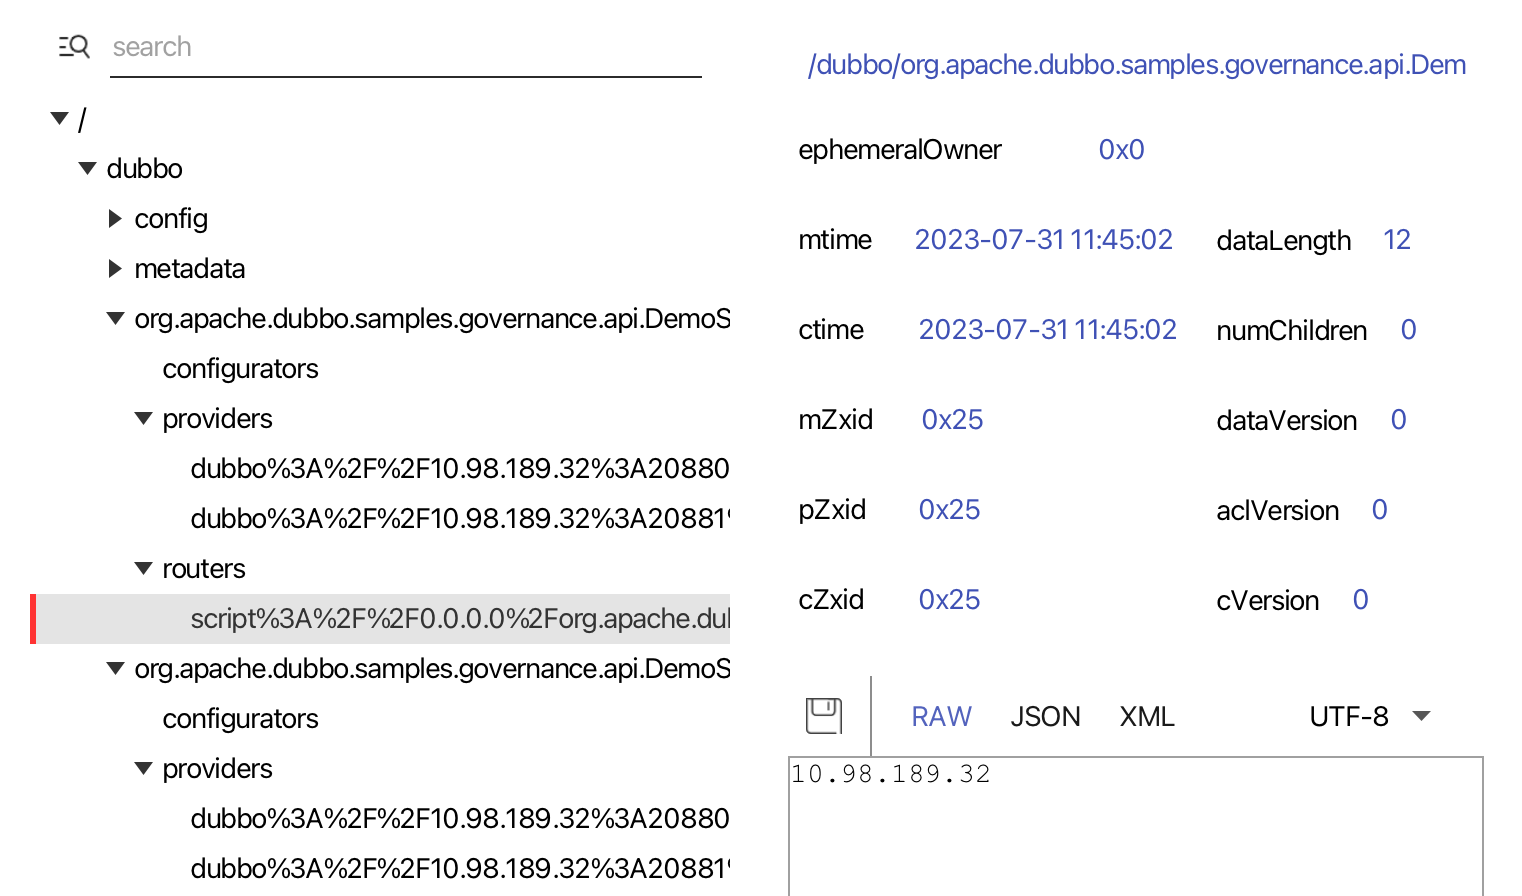 search
/
dubbo
config
metadata
org.apache.dubbo.samples.governance.api.DemoS
configurators
providers
dubbo%3A%2F%2F10.98.189.32%3A20880
dubbo%3A%2F%2F10.98.189.32%3A20881
routers
script%3A%2F%2F0.0.0.0%2Forg.apache.dub
org.apache.dubbo.samples.governance.api.DemoS
configurators
providers
dubbo%3A%2F%2F10.98.189.32%3A20880
dubbo%3A%2F%2F10.98.189.32%3A20881
/dubbo/org.apache.dubbo.samples.governance.api.Dem
ephemeralOwner 0x0
mtime 2023-07-31 11:45:02 dataLength 12
ctime 2023-07-31 11:45:02 numChildren 0
mZxid 0x25 dataVersion 0
pZxid 0x25 aclVersion 0
cZxid 0x25 cVersion 0
RAW JSON XML UTF-8
10.98.189.32